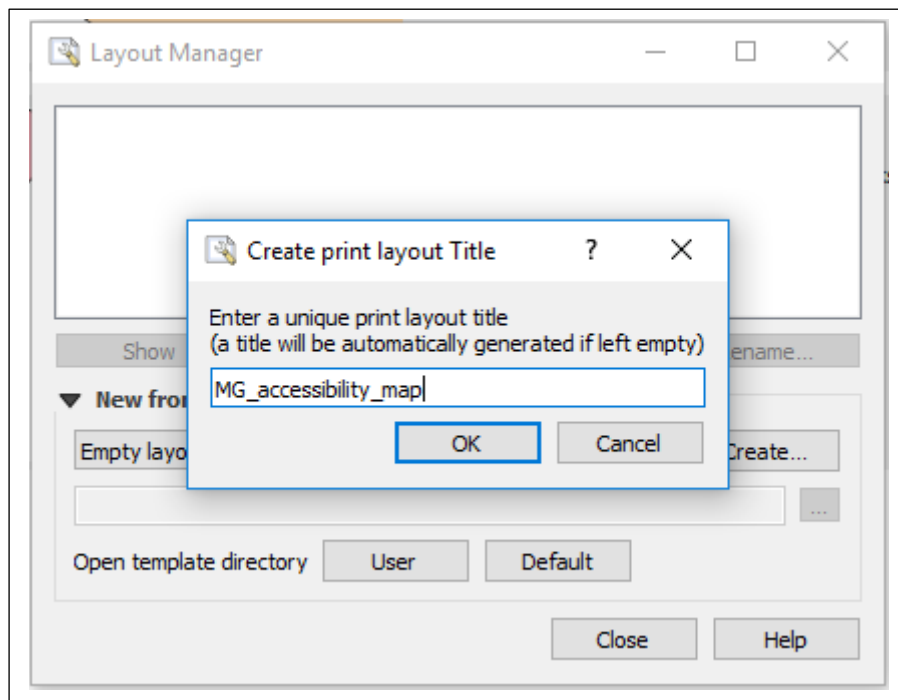 Layout Manager
Create print layout Title ?
Enter a unique print layout title
(a title will be automatically generated if left empty)
MG_accessibility_map
OK Cancel
Show ename...
New fro
Empty layo Create...
...
Open template directory User Default
Close Help